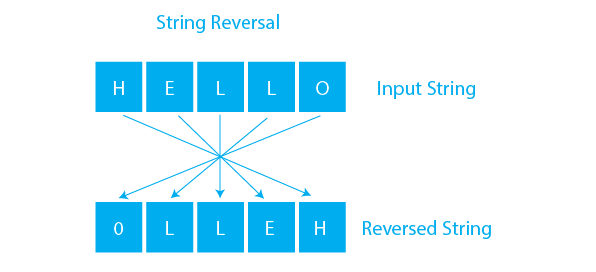 String Reversal
H E L L O Input String
0 L L E H Reversed String